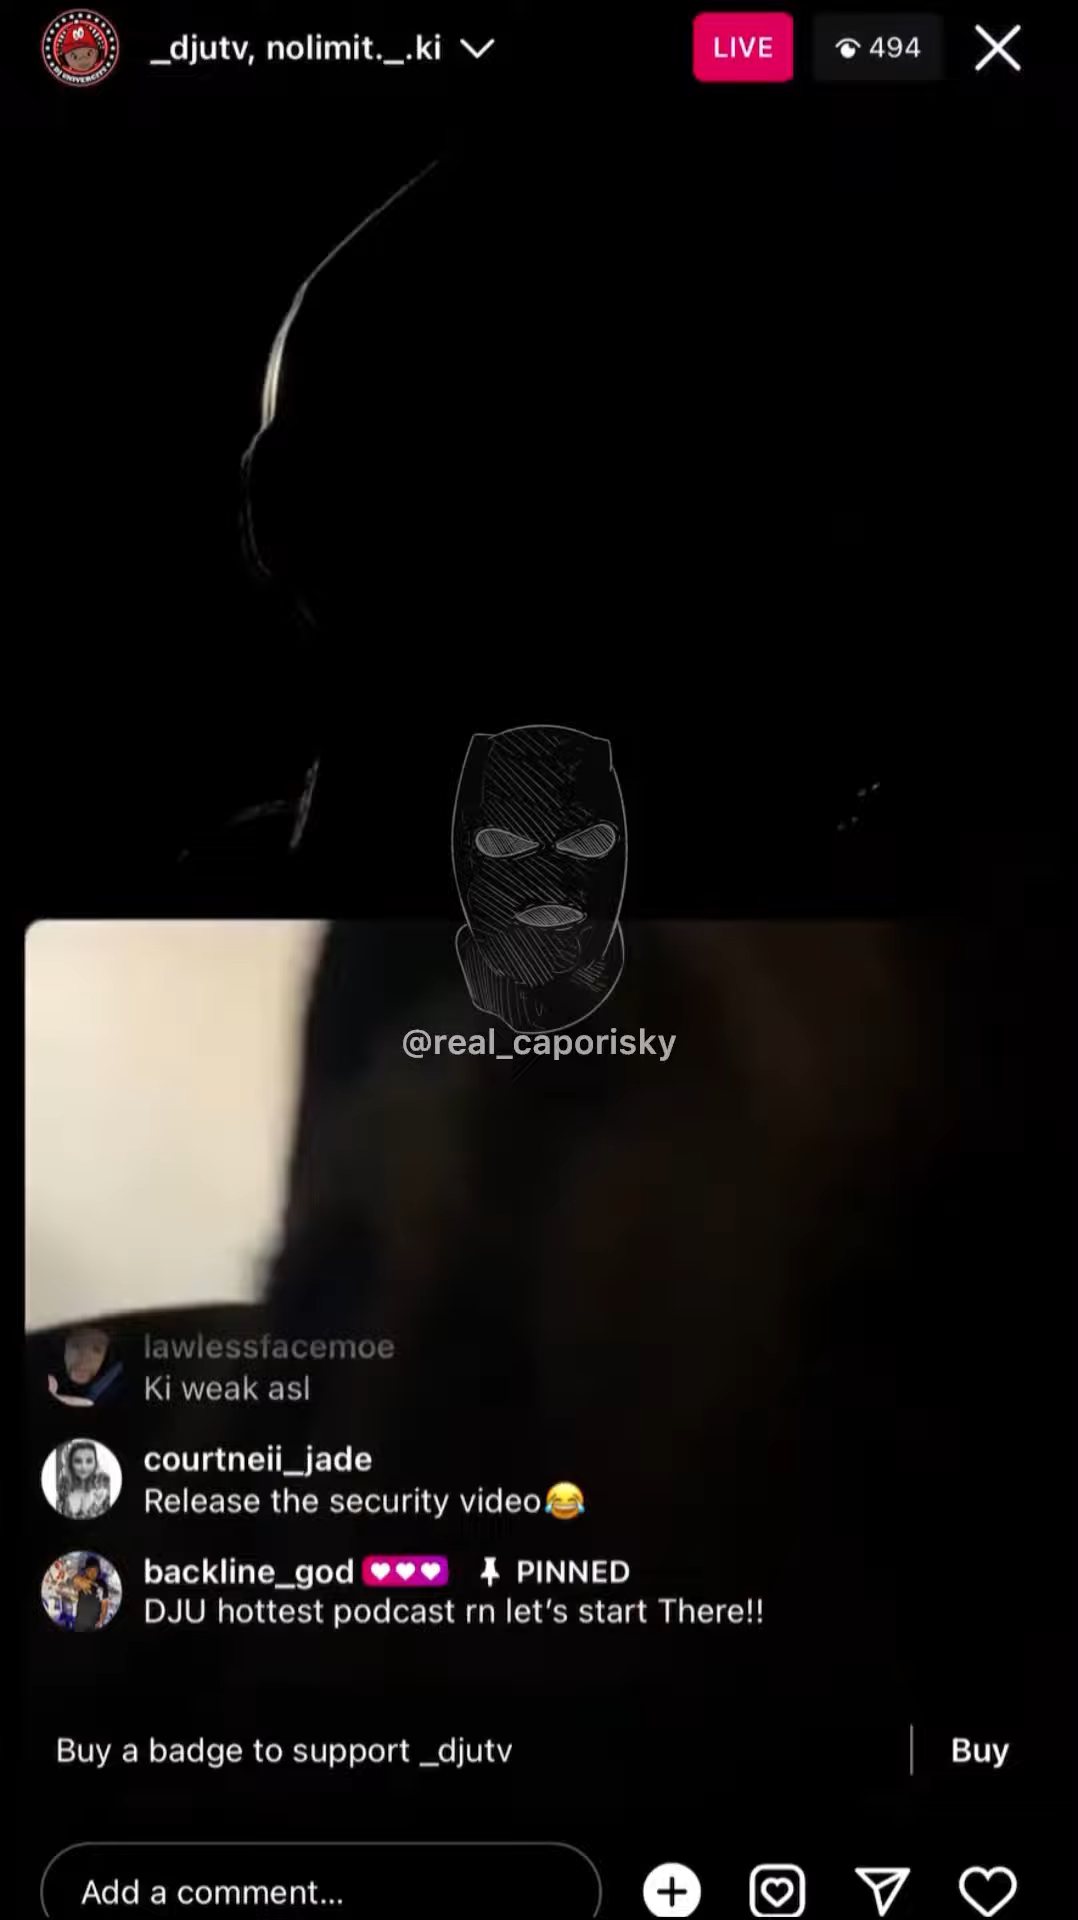 _djutv, nolimit._.ki
LIVE
494
@real_caporisky
lawlessfacemoe
Ki weak asl
courtneii_jade
Release the security video😂
backline_god PINNED
DJU hottest podcast rn let's start There!!
Buy a badge to support _djutv
Buy
Add a comment...